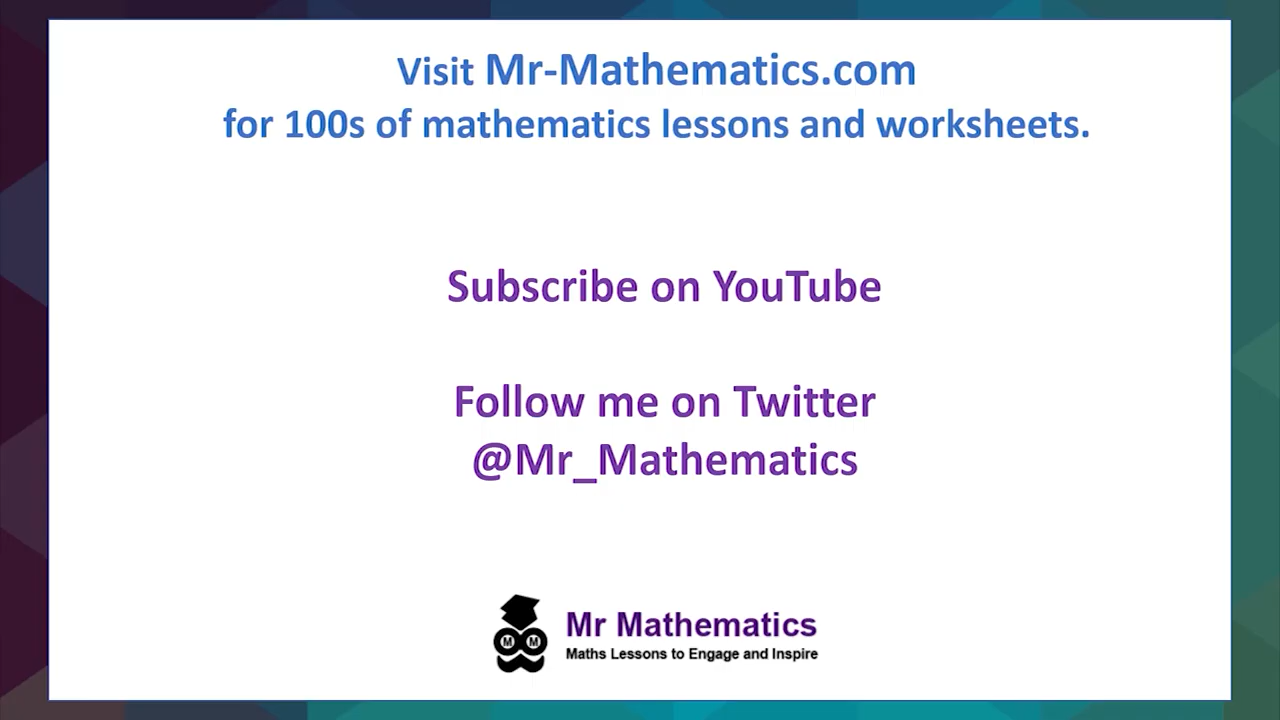 Visit Mr-Mathematics.com
for 100s of mathematics lessons and worksheets.
Subscribe on YouTube
Follow me on Twitter
@Mr_Mathematics
M M
Mr Mathematics
Maths Lessons to Engage and Inspire